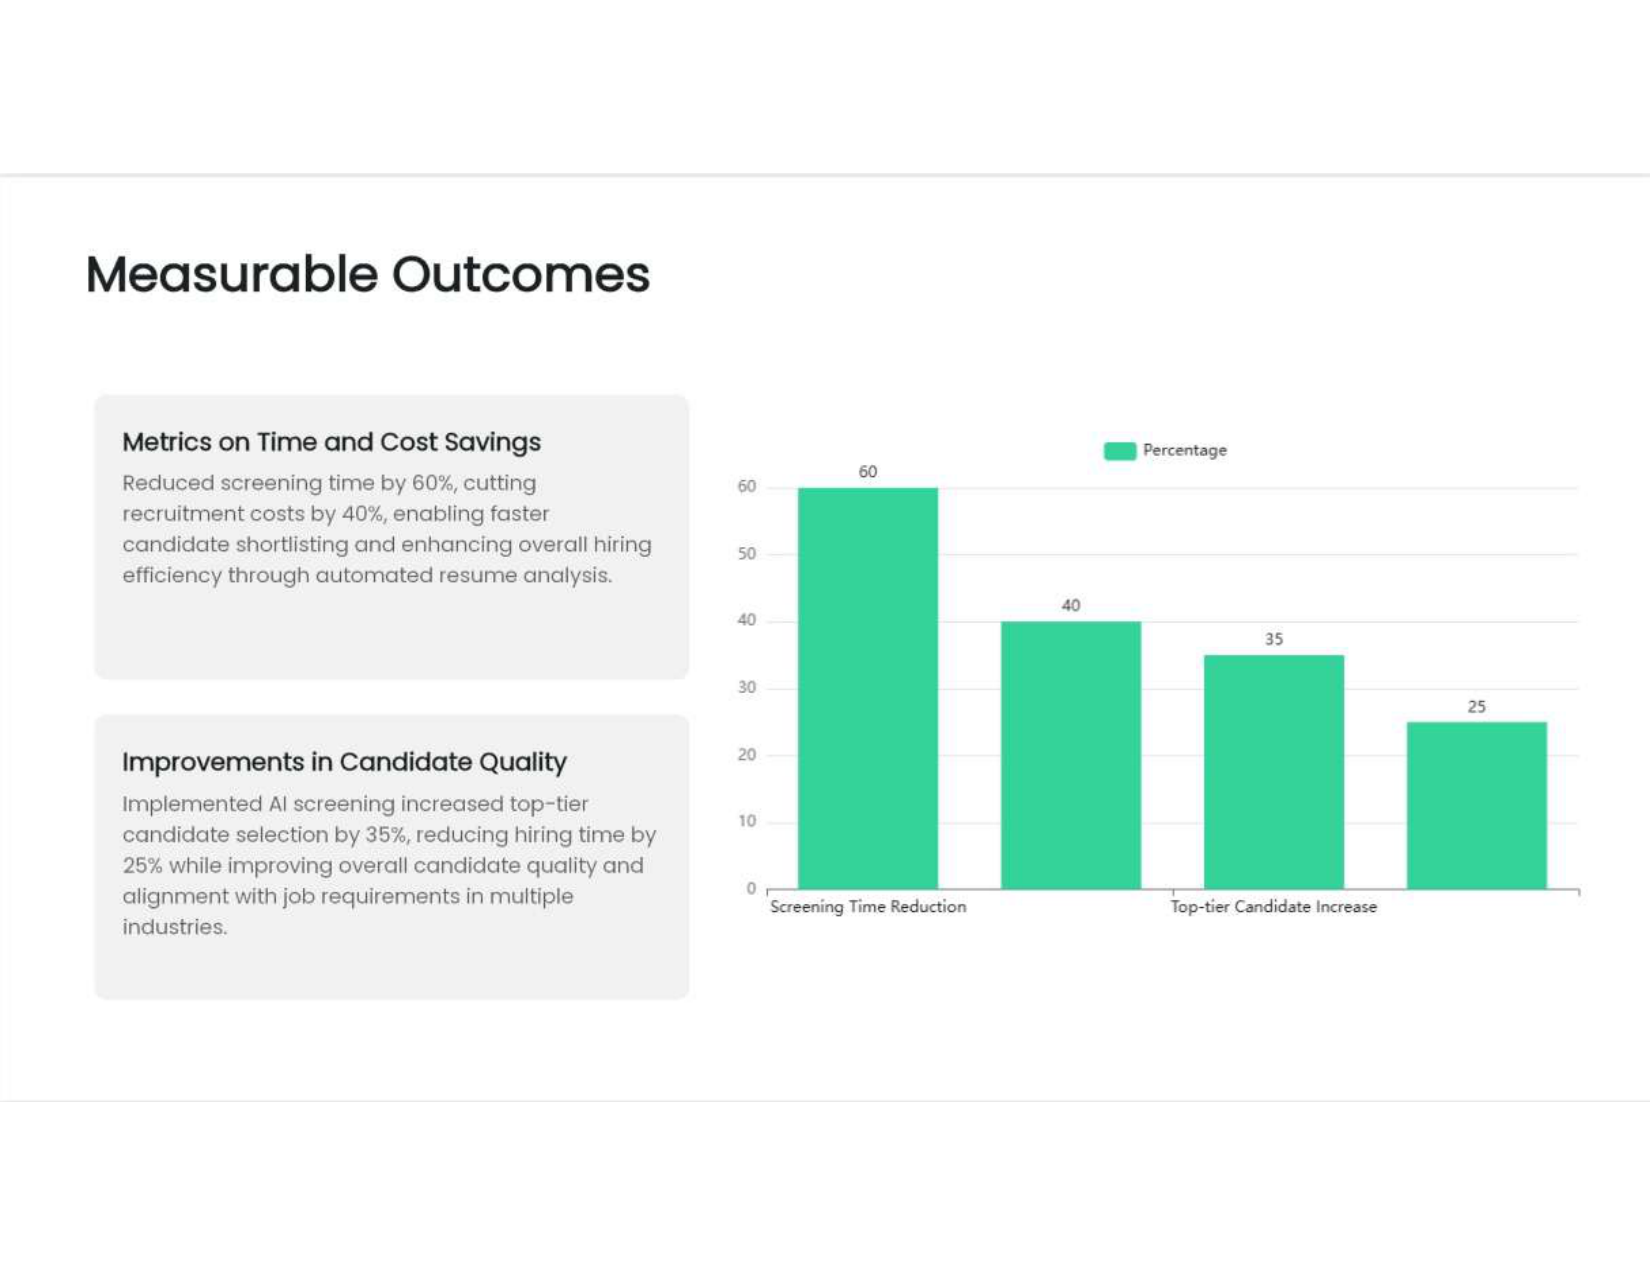 Measurable Outcomes
Metrics on Time and Cost Savings
Reduced screening time by 60%, cutting
recruitment costs by 40%, enabling faster
candidate shortlisting and enhancing overall hiring
efficiency through automated resume analysis.
Improvements in Candidate Quality
Implemented AI screening increased top-tier
candidate selection by 35%, reducing hiring time by
25% while improving overall candidate quality and
alignment with job requirements in multiple
industries.
Percentage
60
60
50
40
40
35
30
25
20
10
0
Screening Time Reduction
Top-tier Candidate Increase